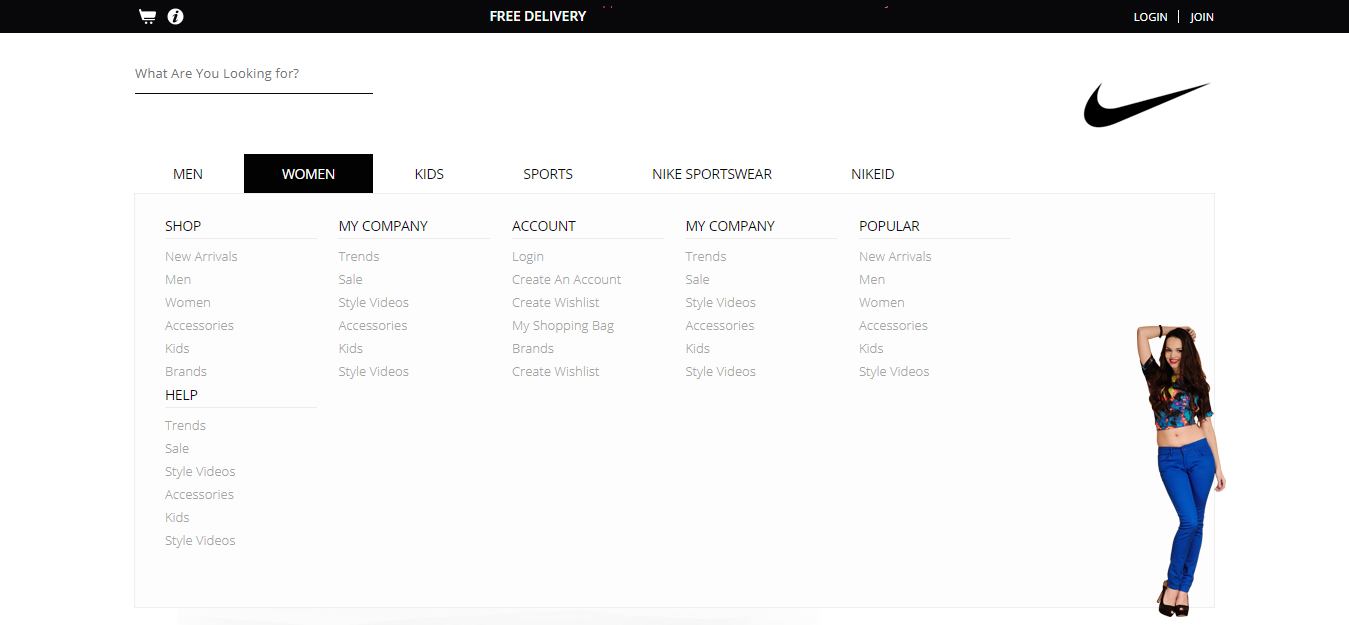 FREE DELIVERY
LOGIN | JOIN
What Are You Looking for?
MEN WOMEN KIDS SPORTS NIKE SPORTSWEAR NIKEID
SHOP
New Arrivals
Men
Women
Accessories
Kids
Brands
MY COMPANY
Trends
Sale
Style Videos
Accessories
Kids
Style Videos
ACCOUNT
Login
Create An Account
Create Wishlist
My Shopping Bag
Brands
Create Wishlist
MY COMPANY
Trends
Sale
Style Videos
Accessories
Kids
Style Videos
POPULAR
New Arrivals
Men
Women
Accessories
Kids
Style Videos
HELP
Trends
Sale
Style Videos
Accessories
Kids
Style Videos